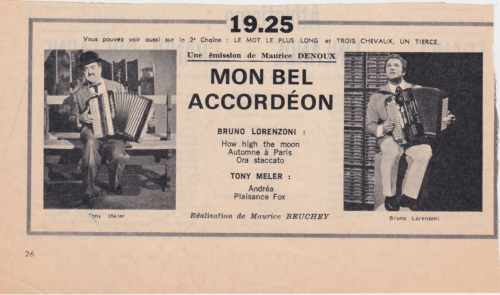 19.25
Vous pouvez voir aussi sur la 2e Chaîne : LE MOT LE PLUS LONG et TROIS CHEVAUX, UN TIERCE.
Une émission de Maurice DENOUX
MON BEL
ACCORDÉON
BRUNO LORENZONI :
How high the moon
Automne à Paris
Ora staccato
TONY MELER :
Andréa
Plaisance Fox
Réalisation de Maurice BEUCHEY
Tony Meler
Bruno Lorenzoni
26